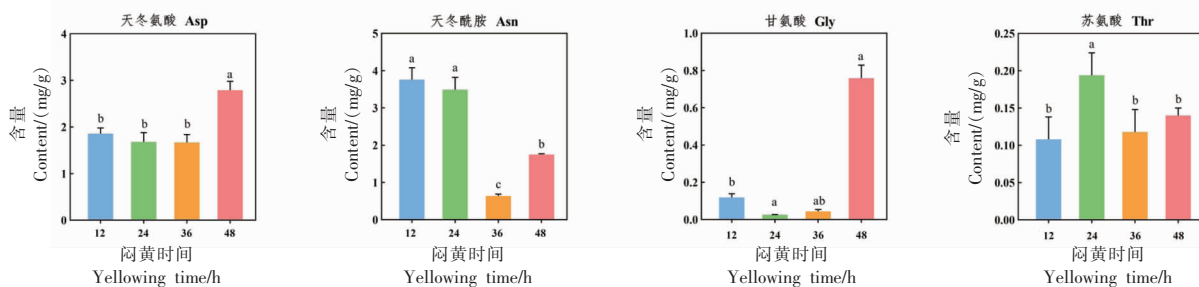 天冬氨酸 Asp
含量
Content/(mg/g)
4
3
2
1
0
b
b
b
a
12
24
36
48
闷黄时间
Yellowing time/h
天冬酰胺 Asn
含量
Content/(mg/g)
5
4
3
2
1
0
a
a
c
b
12
24
36
48
闷黄时间
Yellowing time/h
甘氨酸 Gly
含量
Content/(mg/g)
1.0
0.8
0.6
0.4
0.2
0.0
b
a
ab
a
12
24
36
48
闷黄时间
Yellowing time/h
苏氨酸 Thr
含量
Content/(mg/g)
0.25
0.20
0.15
0.10
0.05
0.00
b
a
b
b
12
24
36
48
闷黄时间
Yellowing time/h